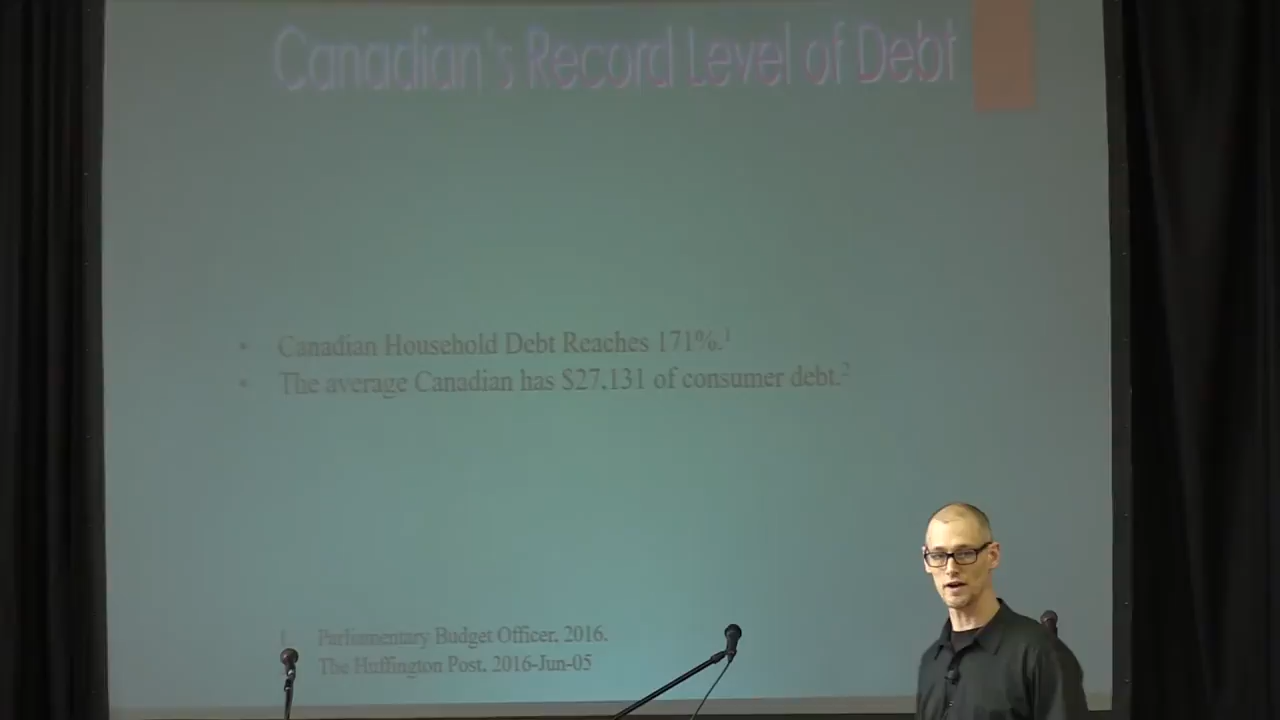 Canadian's Record Level of Debt
• Canadian Household Debt Reaches 171%.¹
• The average Canadian has $27,131 of consumer debt.²
1 Parliamentary Budget Officer. 2016.
The Huffington Post. 2016-Jun-05